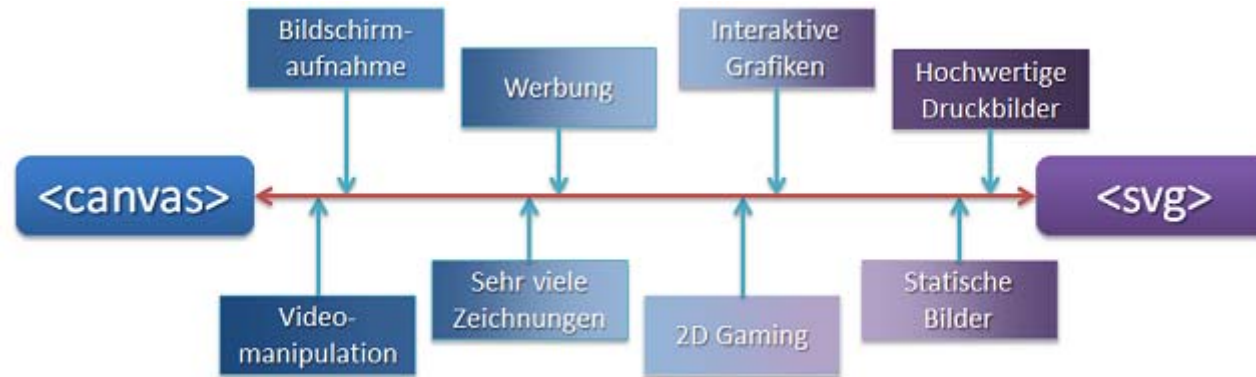 Bildschirm-
aufnahme
Werbung
Interaktive
Grafiken
Hochwertige
Druckbilder
<canvas>
<svg>
Video-
manipulation
Sehr viele
Zeichnungen
2D Gaming
Statische
Bilder